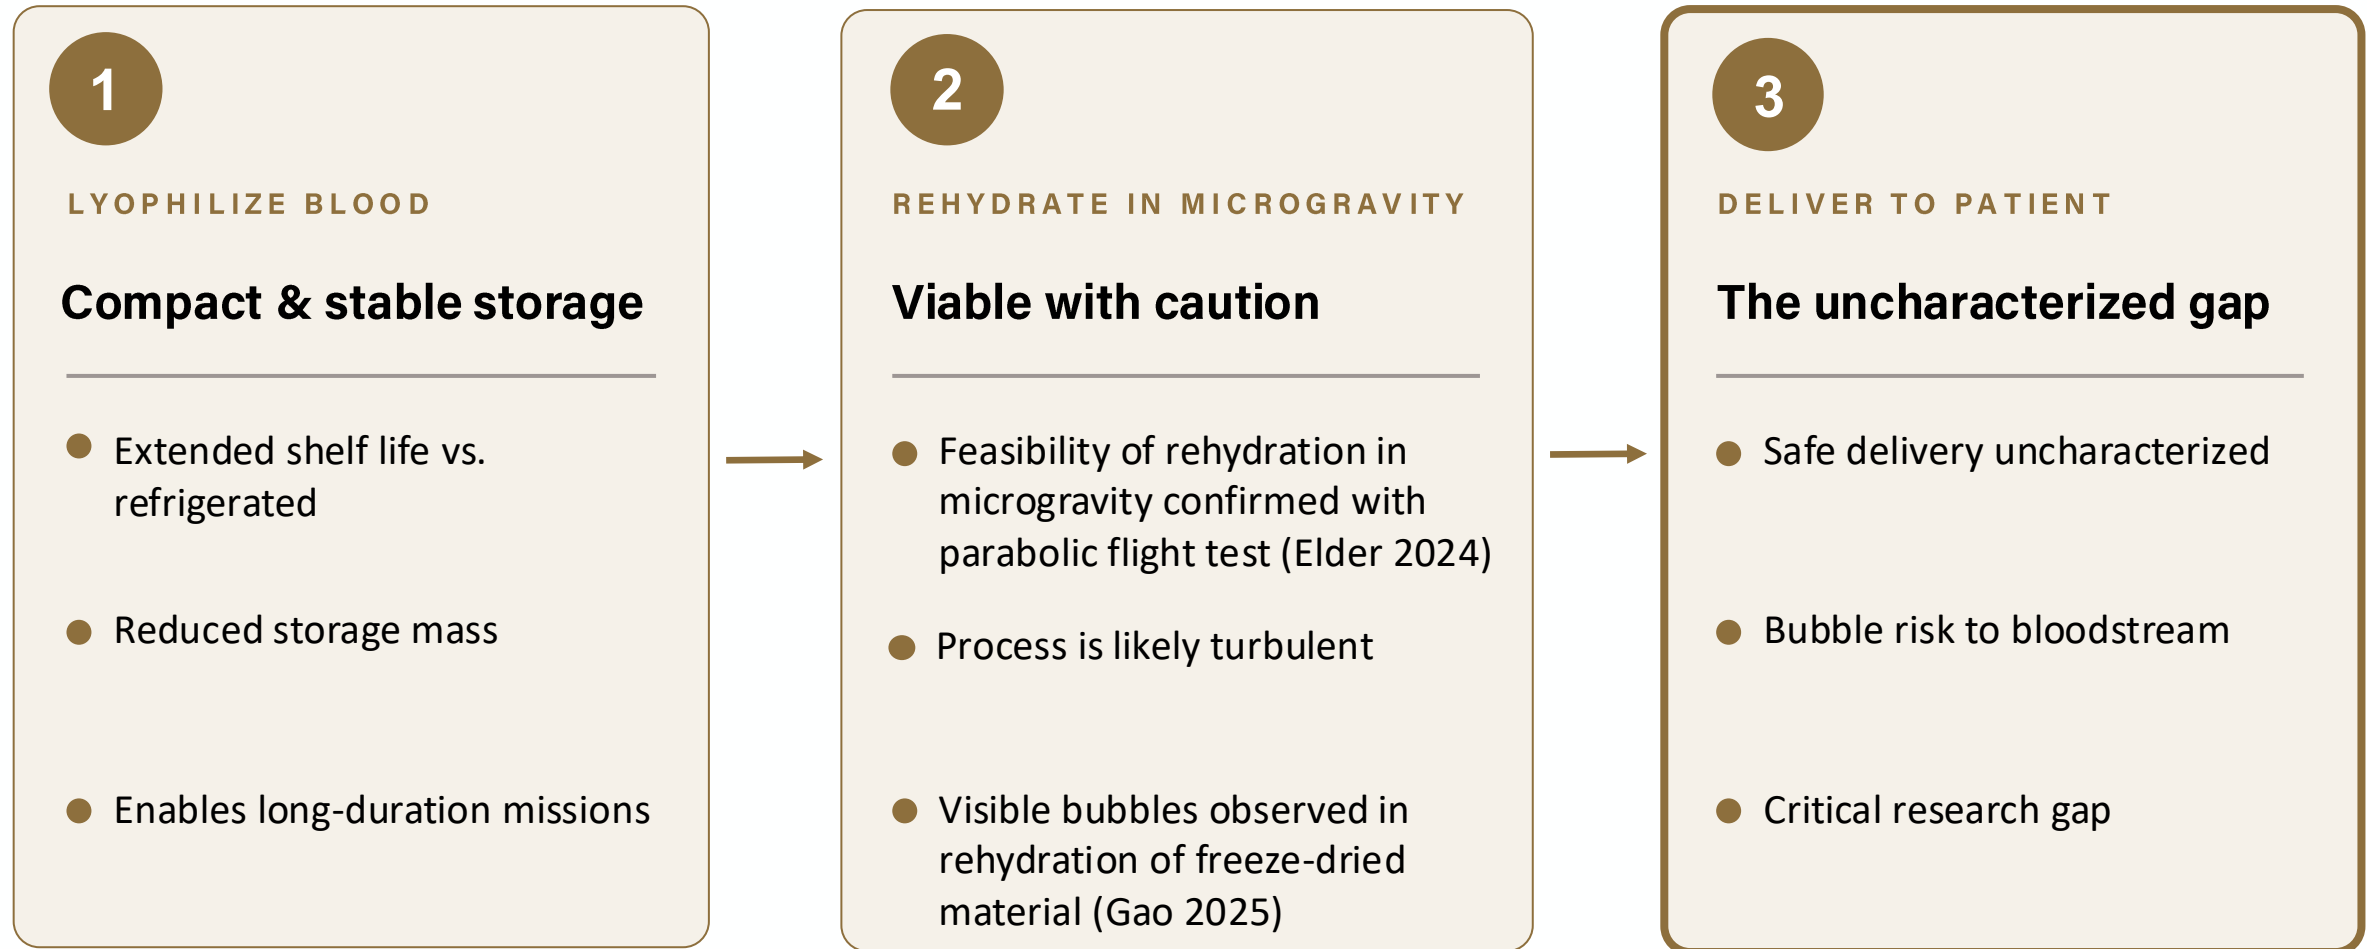 1
LYOPHILIZE BLOOD
Compact & stable storage
Extended shelf life vs.
refrigerated
Reduced storage mass
Enables long-duration missions
2
REHYDRATE IN MICROGRAVITY
Viable with caution
Feasibility of rehydration in
microgravity confirmed with
parabolic flight test (Elder 2024)
Process is likely turbulent
Visible bubbles observed in
rehydration of freeze-dried
material (Gao 2025)
3
DELIVER TO PATIENT
The uncharacterized gap
Safe delivery uncharacterized
Bubble risk to bloodstream
Critical research gap